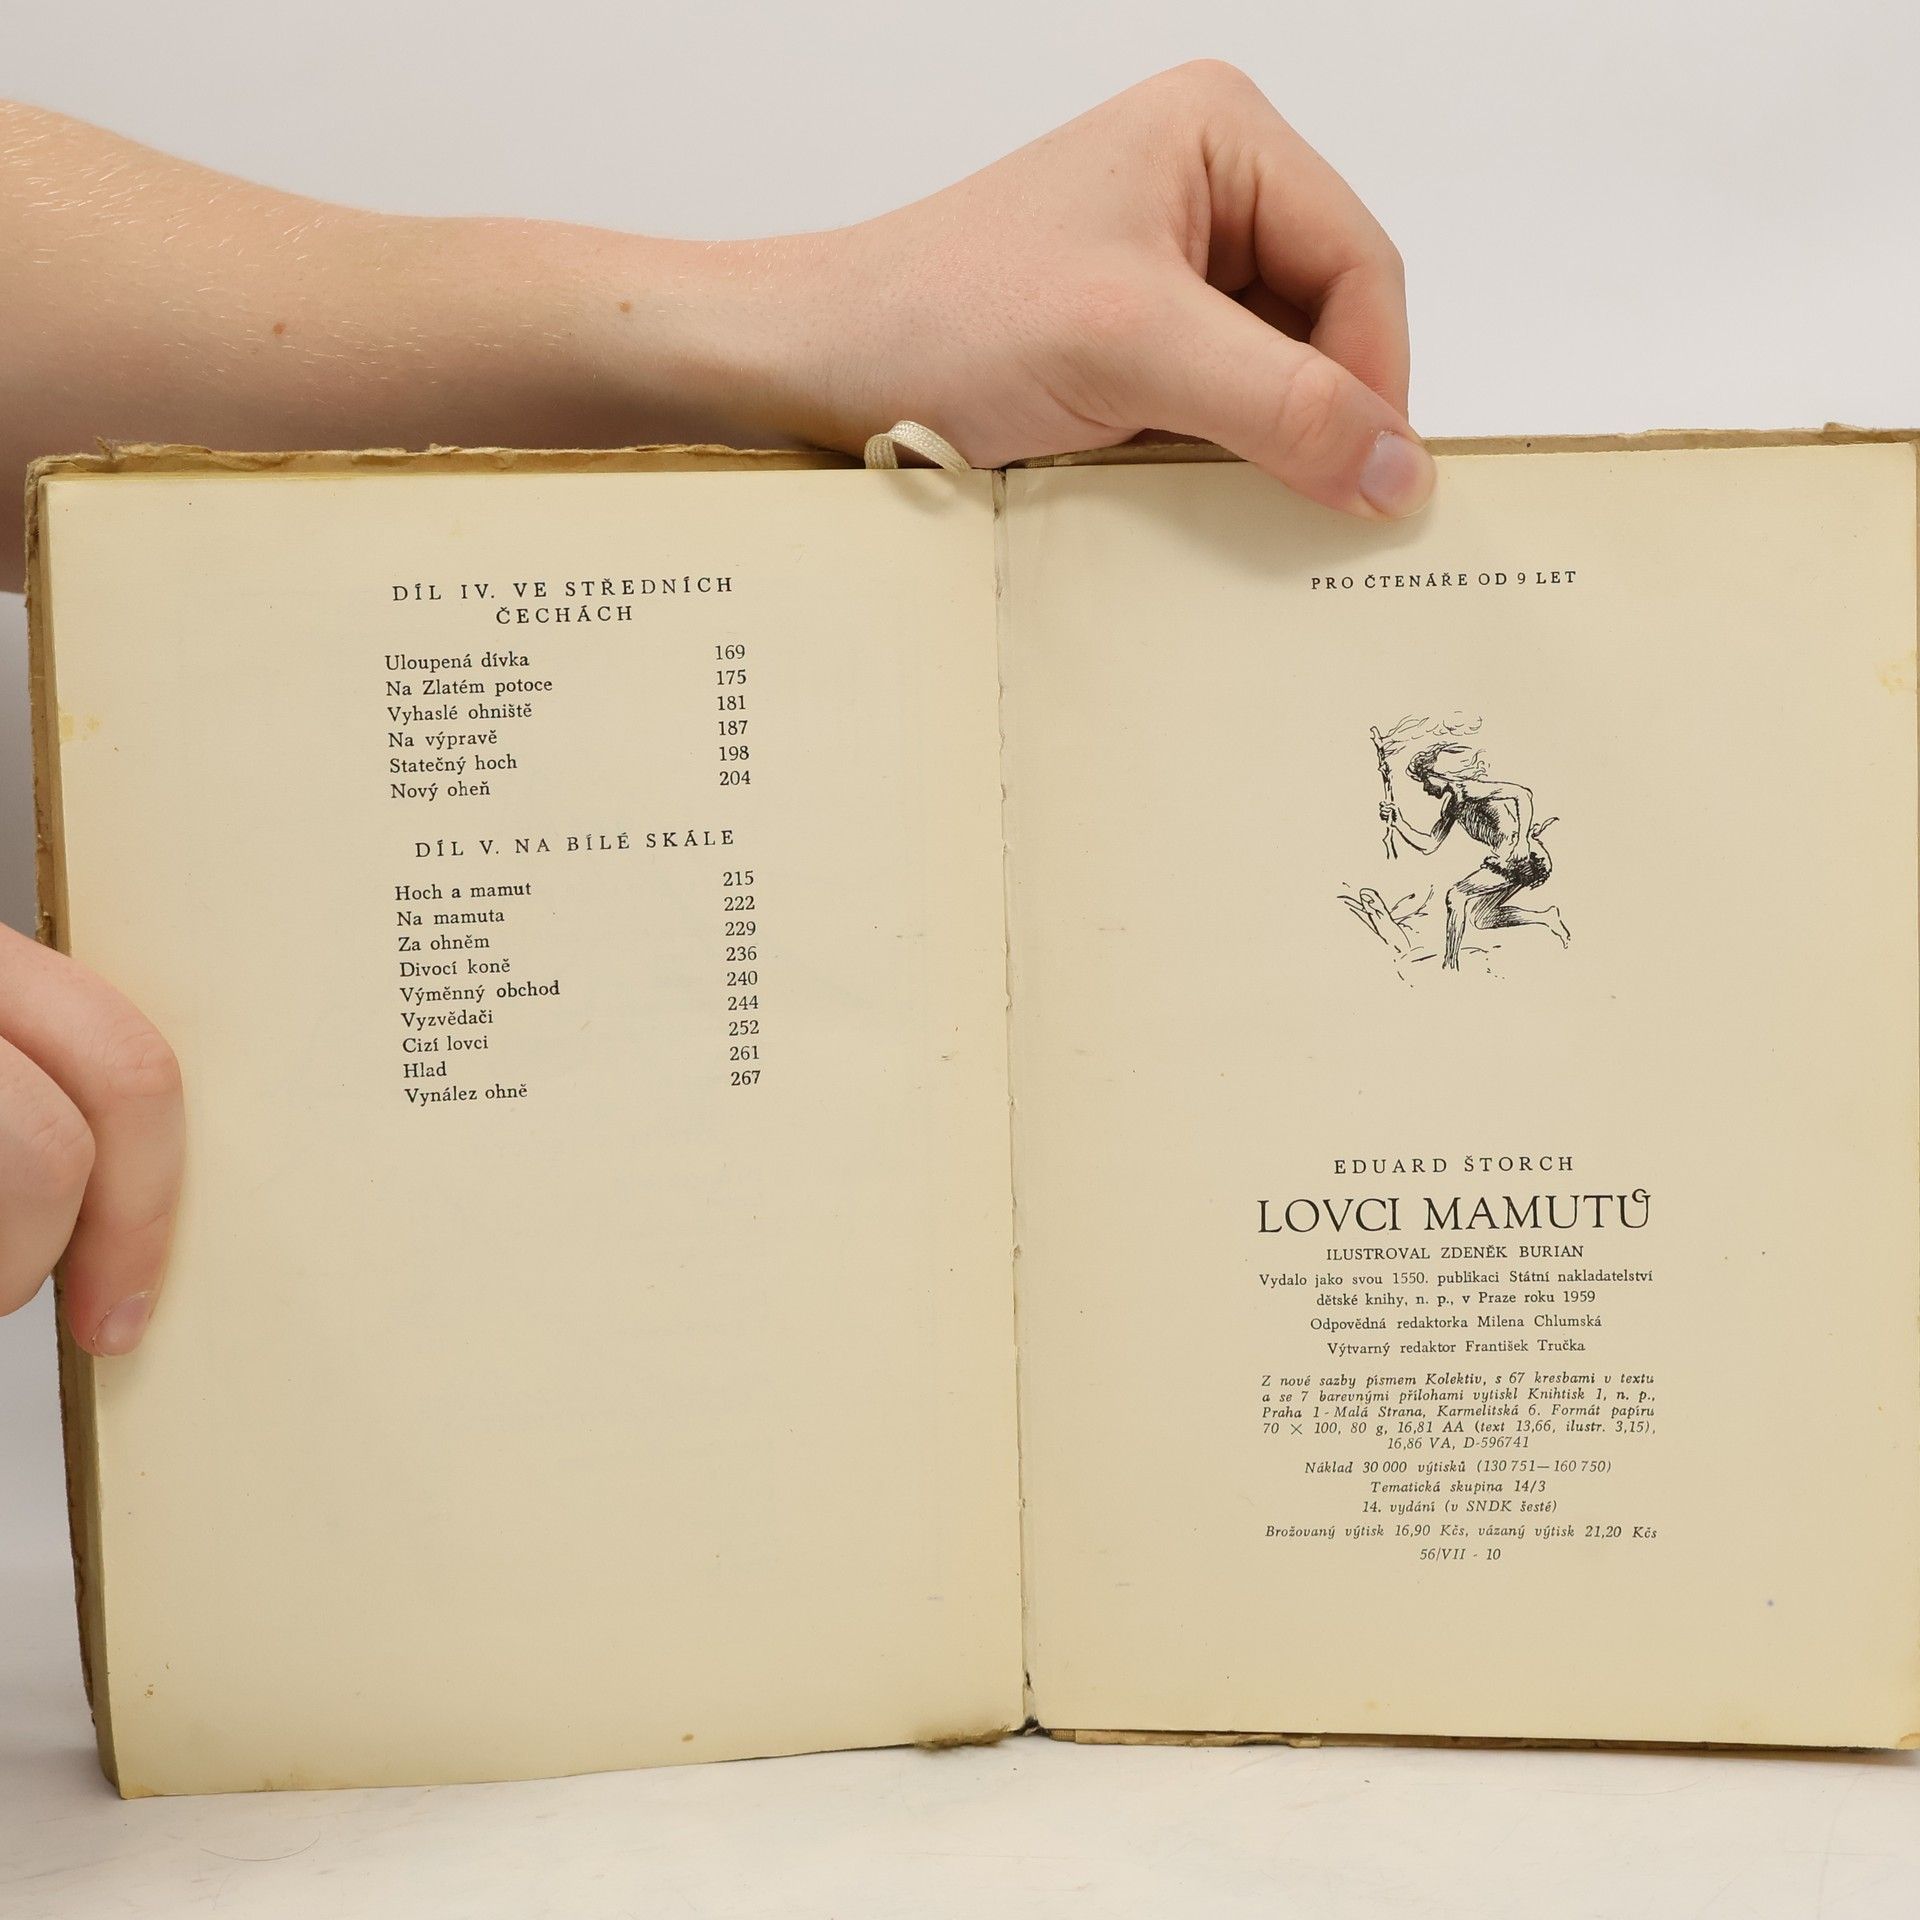 DÍL IV. VE STŘEDNÍCH
ČECHÁCH
Uloupená dívka 169
Na Zlatém potoce 175
Vyhaslé ohniště 181
Na výpravě 187
Statečný hoch 198
Nový oheň 204
DÍL V. NA BÍLÉ SKÁLE
Hoch a mamut 215
Na mamuta 222
Za ohněm 229
Divocí koně 236
Výměnný obchod 240
Vyzvědači 244
Cizí lovci 252
Hlad 261
Vynález ohně 267
PRO ČTENÁŘE OD 9 LET
EDUARD ŠTORCH
LOVCI MAMUTŮ
ILUSTROVAL ZDENĚK BURIAN
Vydalo jako svou 1550. publikaci Státní nakladatelství
dětské knihy, n. p., v Praze roku 1959
Odpovědná redaktorka Milena Chlumská
Výtvarný redaktor František Tručka
Z nové sazby písmem Kolektiv, s 67 kresbami v textu
a se 7 barevnými přílohami vytiskl Knihtisk 1, n. p.,
Praha 1 - Malá Strana, Karmelitská 6. Formát papíru
70 × 100, 80 g, 16,81 AA (text 13,66, ilustr. 3,15),
16,86 VA, D-596741
Náklad 30 000 výtisků (130 751—160 750)
Tematická skupina 14/3
14. vydání (v SNDK šesté)
Brožovaný výtisk 16,90 Kčs, vázaný výtisk 21,20 Kčs
56/VII - 10